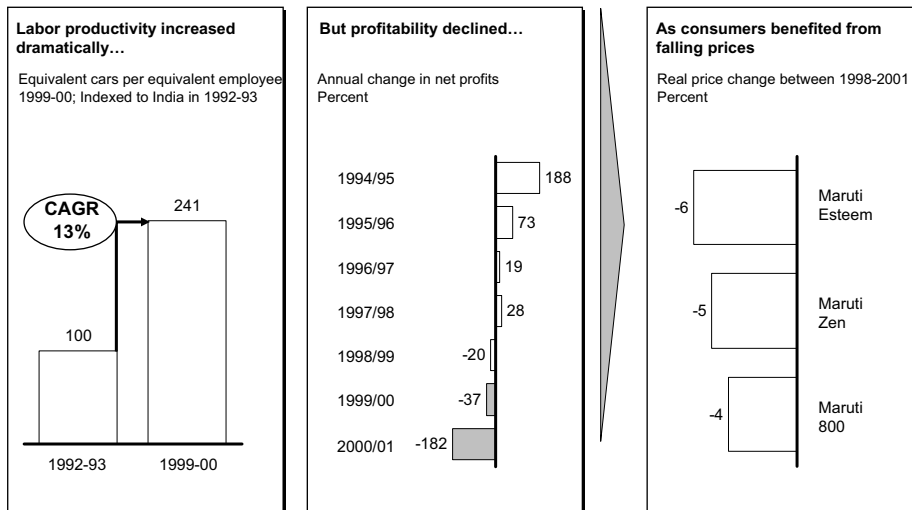 Labor productivity increased
dramatically…
Equivalent cars per equivalent employee
1999-00; Indexed to India in 1992-93
CAGR
13%
241
100
1992-93
1999-00
But profitability declined…
Annual change in net profits
Percent
1994/95 188
1995/96 73
1996/97 19
1997/98 28
1998/99 -20
1999/00 -37
2000/01 -182
As consumers benefited from
falling prices
Real price change between 1998-2001
Percent
-6 Maruti
Esteem
-5 Maruti
Zen
-4 Maruti
800